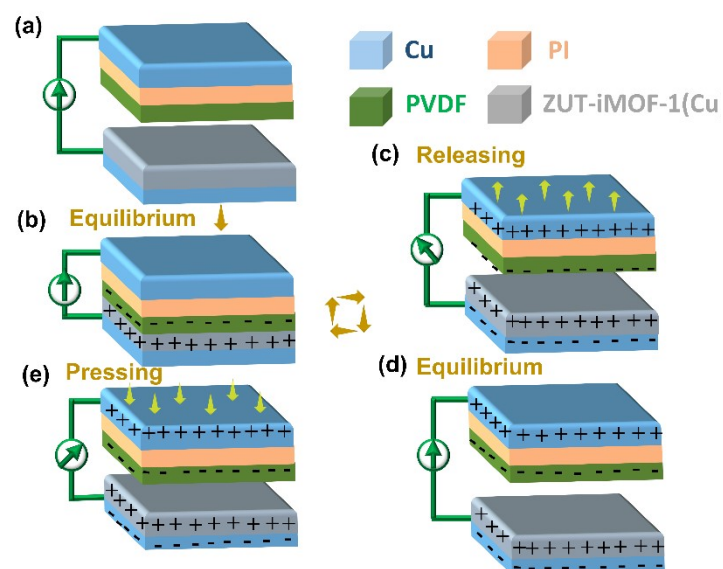 (a)
Cu
PI
PVDF
ZUT-iMOF-1(Cu
(b) Equilibrium
(c) Releasing
(e) Pressing
(d) Equilibrium